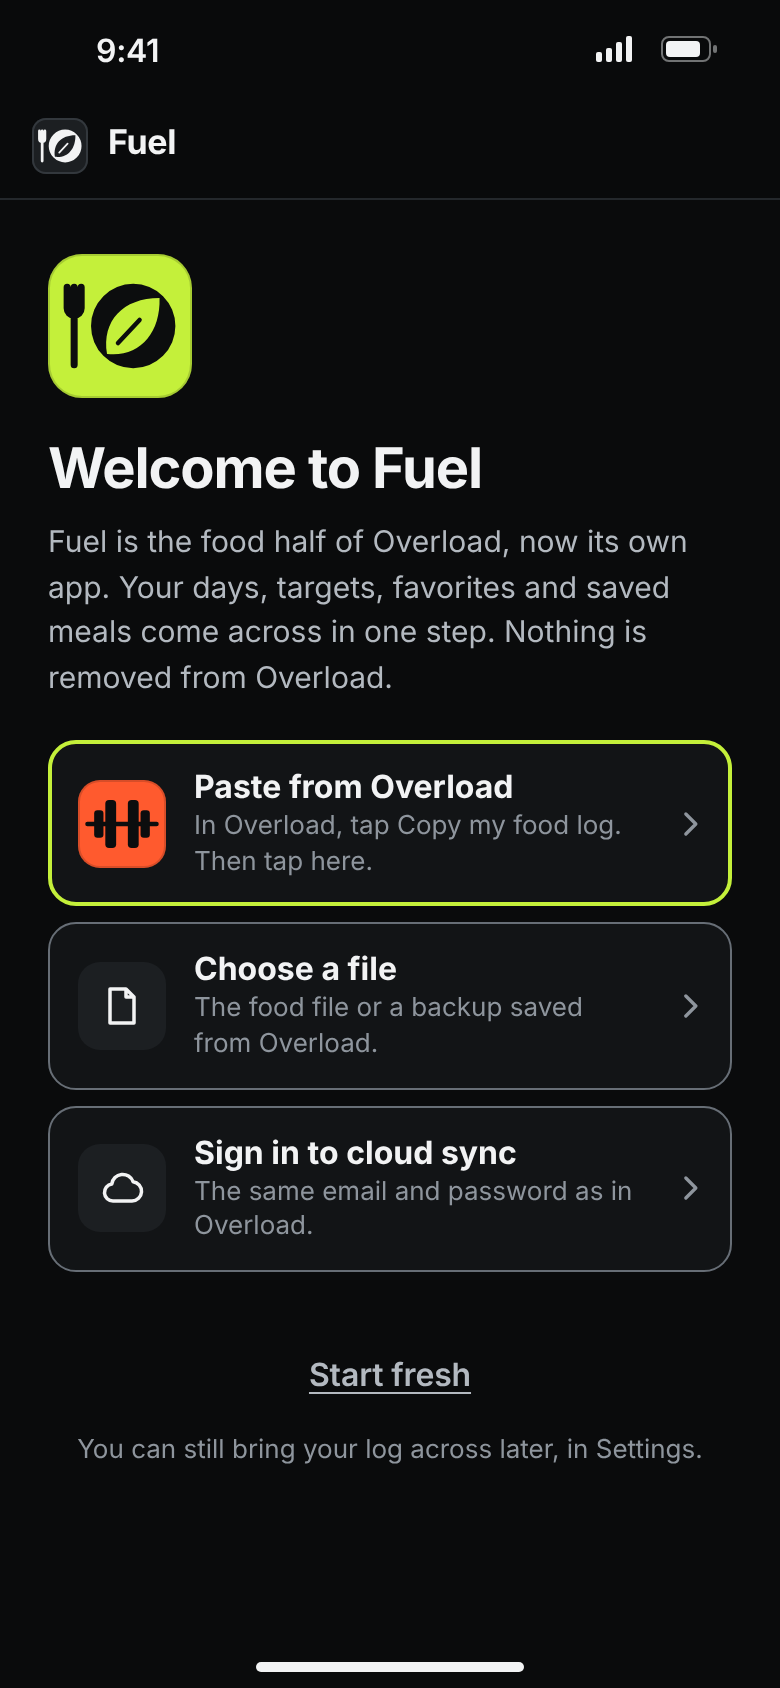 9:41
Fuel
Welcome to Fuel
Fuel is the food half of Overload, now its own
app. Your days, targets, favorites and saved
meals come across in one step. Nothing is
removed from Overload.
Paste from Overload
In Overload, tap Copy my food log.
Then tap here.
Choose a file
The food file or a backup saved
from Overload.
Sign in to cloud sync
The same email and password as in
Overload.
Start fresh
You can still bring your log across later, in Settings.